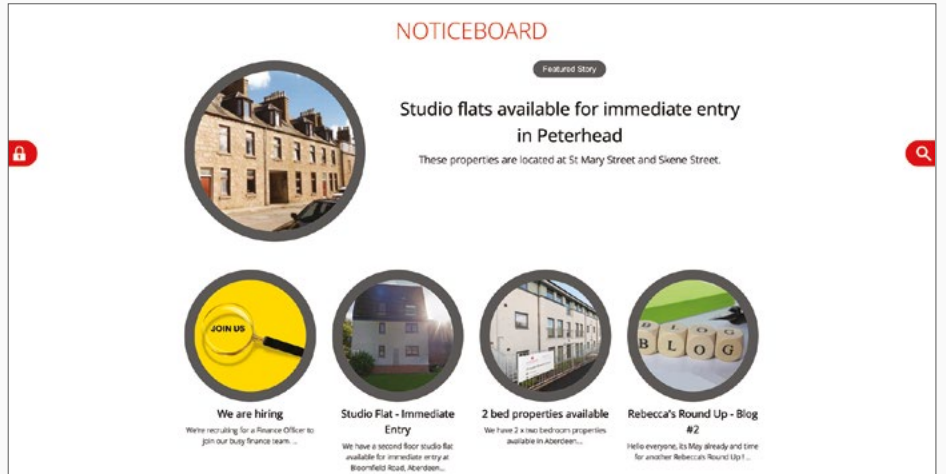 NOTICEBOARD
Featured Story
Studio flats available for immediate entry
in Peterhead
These properties are located at St Mary Street and Skene Street.
JOIN US
BLOG
BLOG
We are hiring
We're recruiting for a Finance Officer to
join our busy finance team. ...
Studio Flat - Immediate
Entry
We have a second floor studio flat
available for immediate entry at
Bloomfield Road, Aberdeen...
2 bed properties available
We have 2 x two bedroom properties
available in Aberdeen...
Rebecca's Round Up - Blog
#2
Hello everyone, its May already and time
for another Rebecca's Round Up! ...